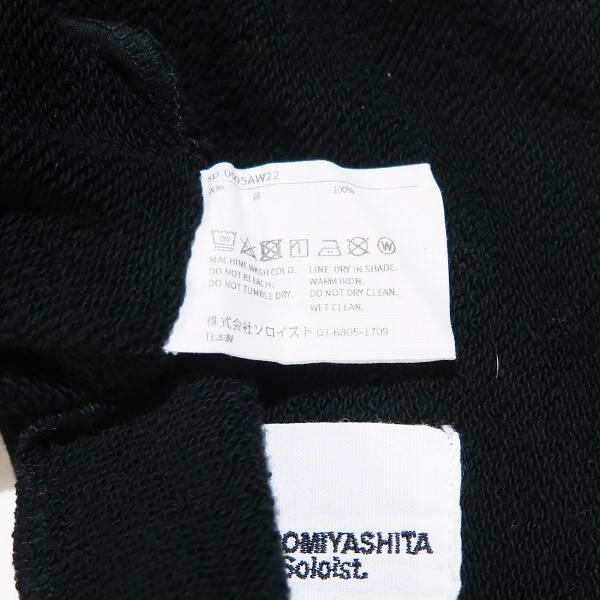 綿 100%
MACHINE WASH COLD. LINE DRY IN SHADE.
DO NOT BLEACH. WARM IRON.
DO NOT TUMBLE DRY. DO NOT DRY CLEAN.
WET CLEAN.
株式会社ソロイスト 03-6805-1709
日本製
OMIYASHITA
Soloist.